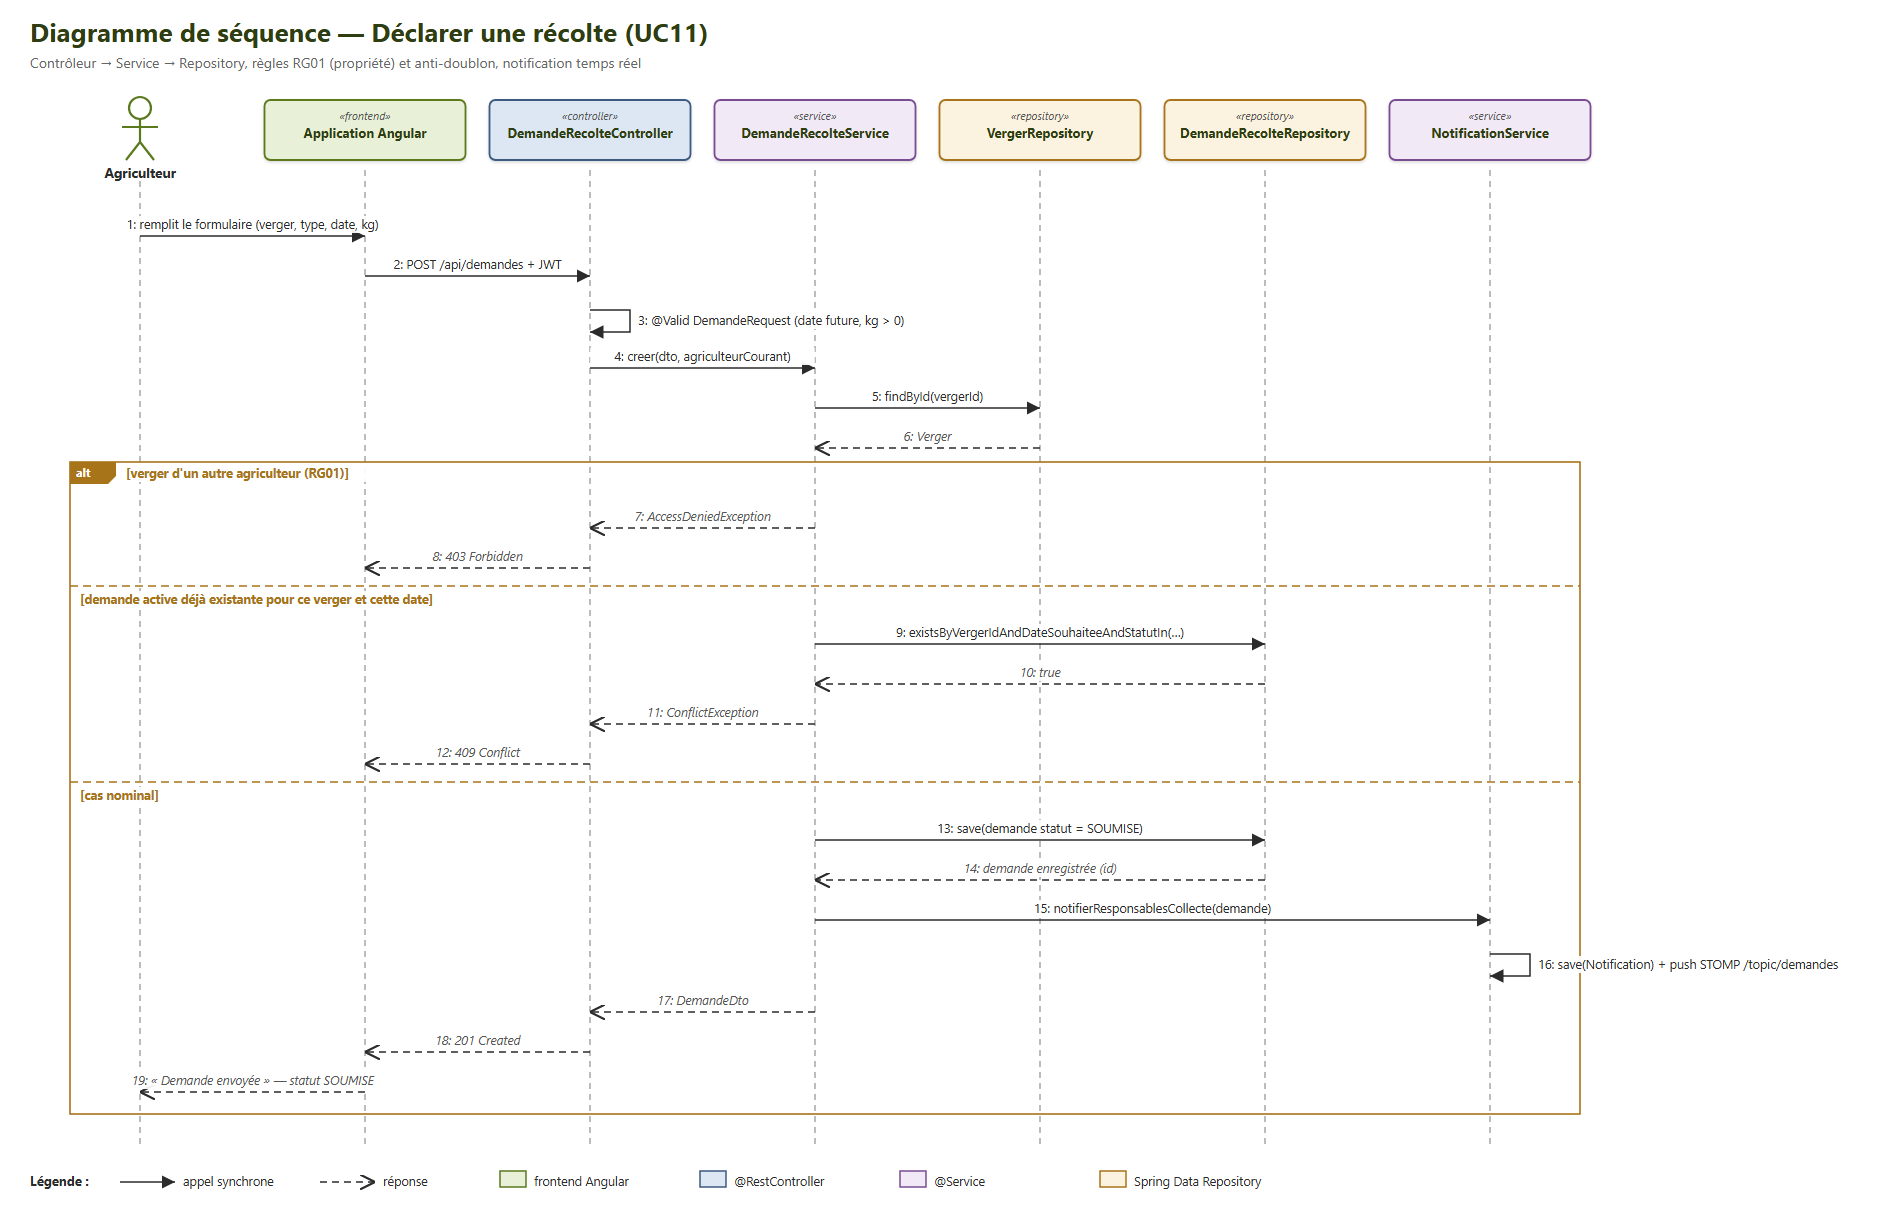 Diagramme de séquence — Déclarer une récolte (UC11)
Contrôleur → Service → Repository, règles RG01 (propriété) et anti-doublon, notification temps réel
«frontend»
Application Angular
«controller»
DemandeRecolteController
«service»
DemandeRecolteService
«repository»
VergerRepository
«repository»
DemandeRecolteRepository
«service»
NotificationService
Agriculteur
1: remplit le formulaire (verger, type, date, kg)
2: POST /api/demandes + JWT
3: @Valid DemandeRequest (date future, kg > 0)
4: creer(dto, agriculteurCourant)
5: findById(vergerId)
6: Verger
alt [verger d'un autre agriculteur (RG01)]
7: AccessDeniedException
8: 403 Forbidden
[demande active déjà existante pour ce verger et cette date]
9: existsByVergerIdAndDateSouhaiteeAndStatutIn(...)
10: true
11: ConflictException
12: 409 Conflict
[cas nominal]
13: save(demande statut = SOUMISE)
14: demande enregistrée (id)
15: notifierResponsablesCollecte(demande)
16: save(Notification) + push STOMP /topic/demandes
17: DemandeDto
18: 201 Created
19: « Demande envoyée » — statut SOUMISE
Légende : appel synchrone réponse frontend Angular @RestController @Service Spring Data Repository